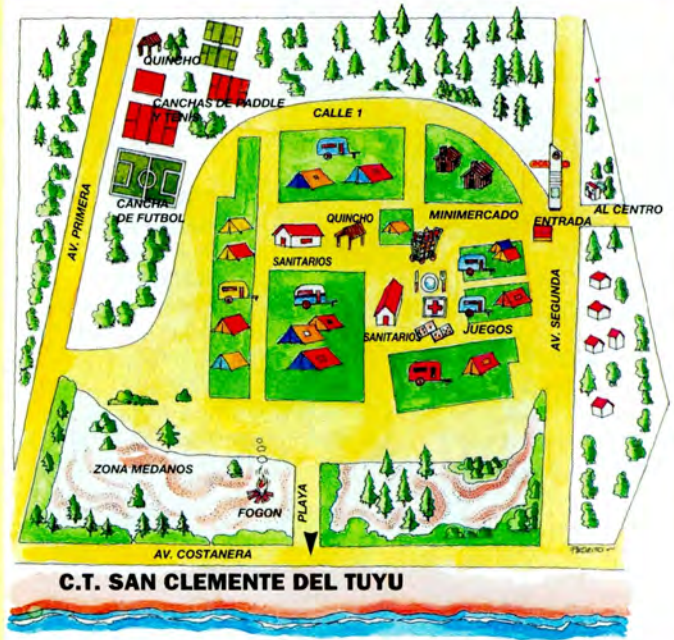 QUINCHO
CANCHAS DE PADDLE
Y TENIS
CALLE 1
CANCHA
DE FUTBOL
AV. PRIMERA
QUINCHO
SANITARIOS
MINIMERCADO
ENTRADA
AL CENTRO
AV. SEGUNDA
SANITARIOS
JUEGOS
ZONA MEDANOS
FOGON
PLAYA
AV. COSTANERA
C.T. SAN CLEMENTE DEL TUYU